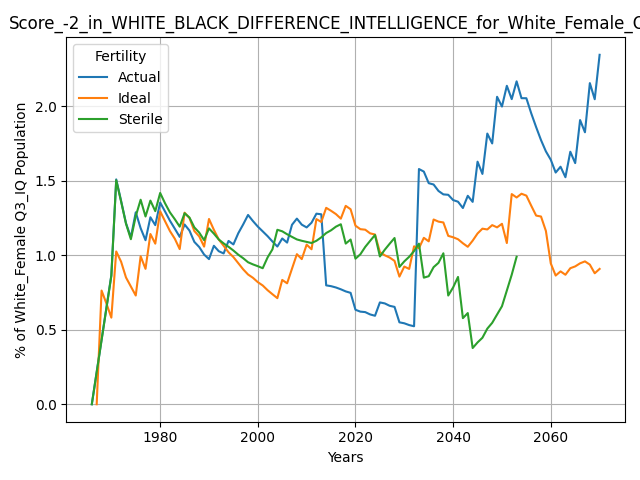 Score_-2_in_WHITE_BLACK_DIFFERENCE_INTELLIGENCE_for_White_Female_
Fertility
Actual
Ideal
Sterile
% of White_Female Q3_IQ Population
2.0
1.5
1.0
0.5
0.0
1980 2000 2020 2040 2060
Years